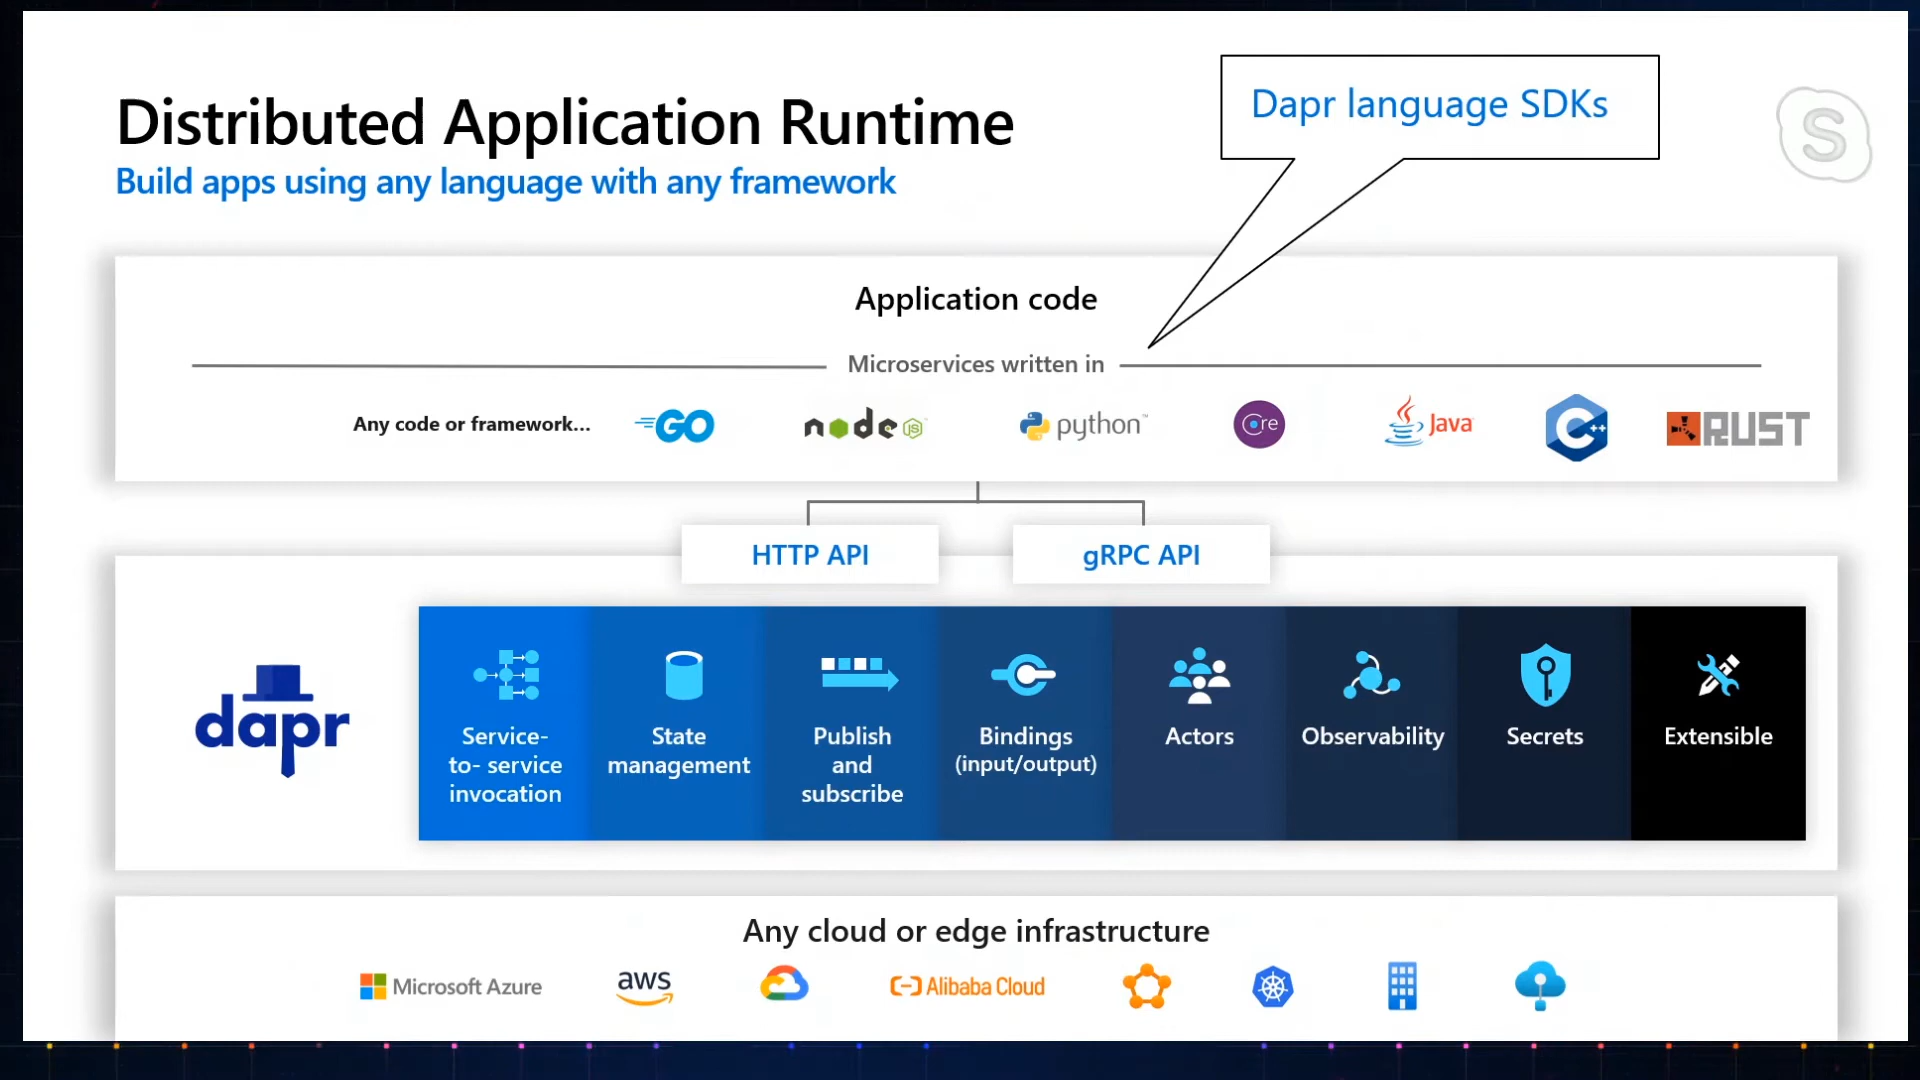 Distributed Application Runtime
Build apps using any language with any framework
Dapr language SDKs
S
Application code
Microservices written in
Any code or framework...
GO
node JS
python™
Core
Java
C++
RUST
HTTP API
gRPC API
dapr
Service-
to- service
invocation
State
management
Publish
and
subscribe
Bindings
(input/output)
Actors
Observability
Secrets
Extensible
Any cloud or edge infrastructure
Microsoft Azure
aws
Alibaba Cloud